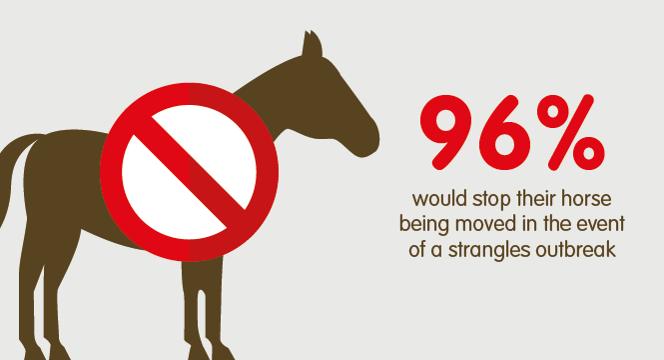 96%
would stop their horse
being moved in the event
of a strangles outbreak